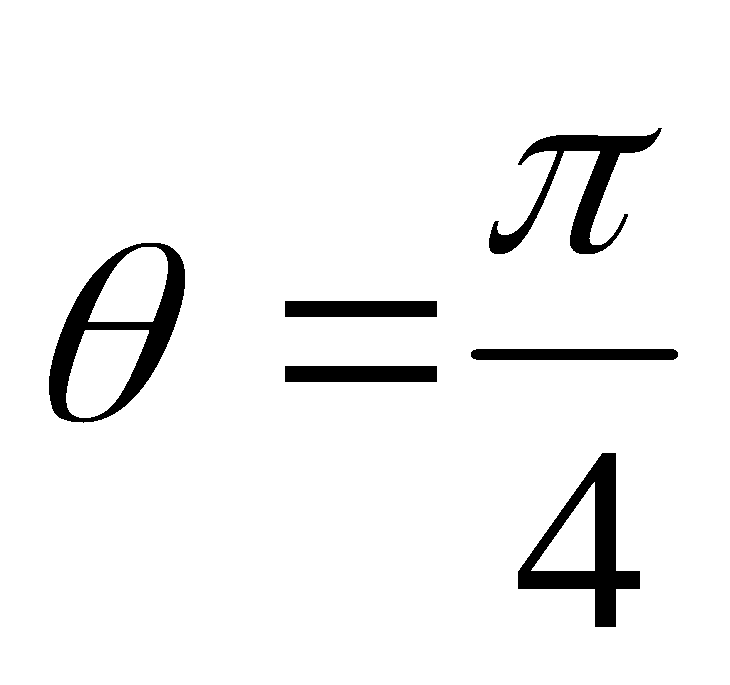 θ = π/4